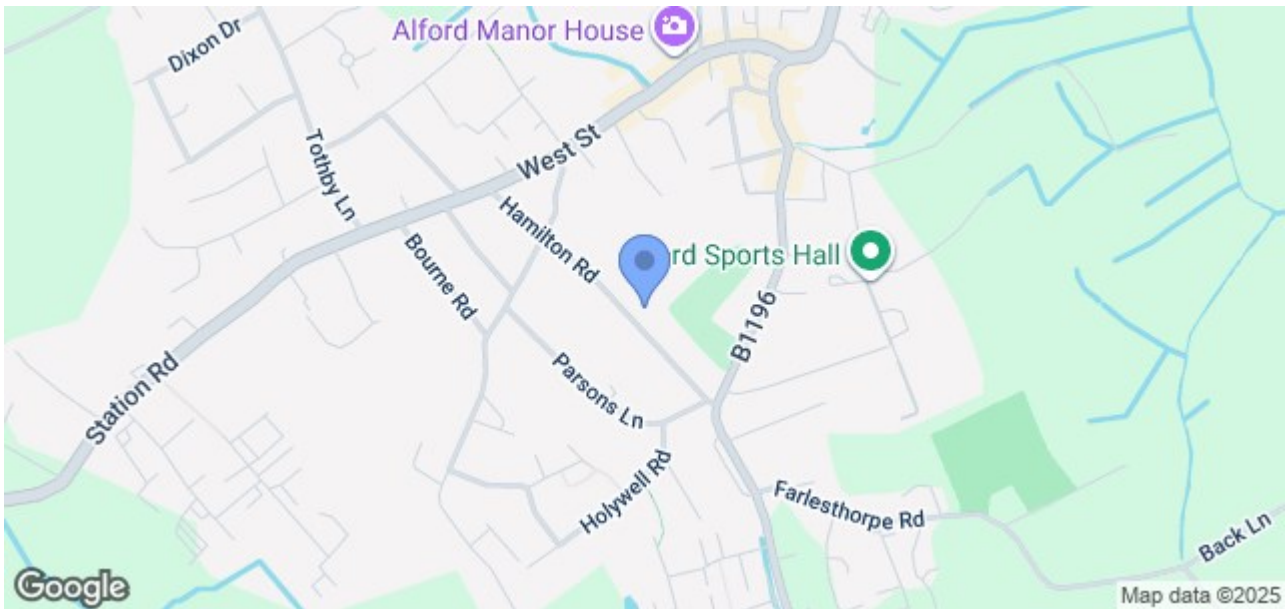 Alford Manor House
Dixon Dr
West St
Tothby Ln
Hamilton Rd
rd Sports Hall
Bourne Rd
B1196
Station Rd
Parsons Ln
Holywell Rd
Farlesthorpe Rd
Back Ln
Google
Map data ©2025